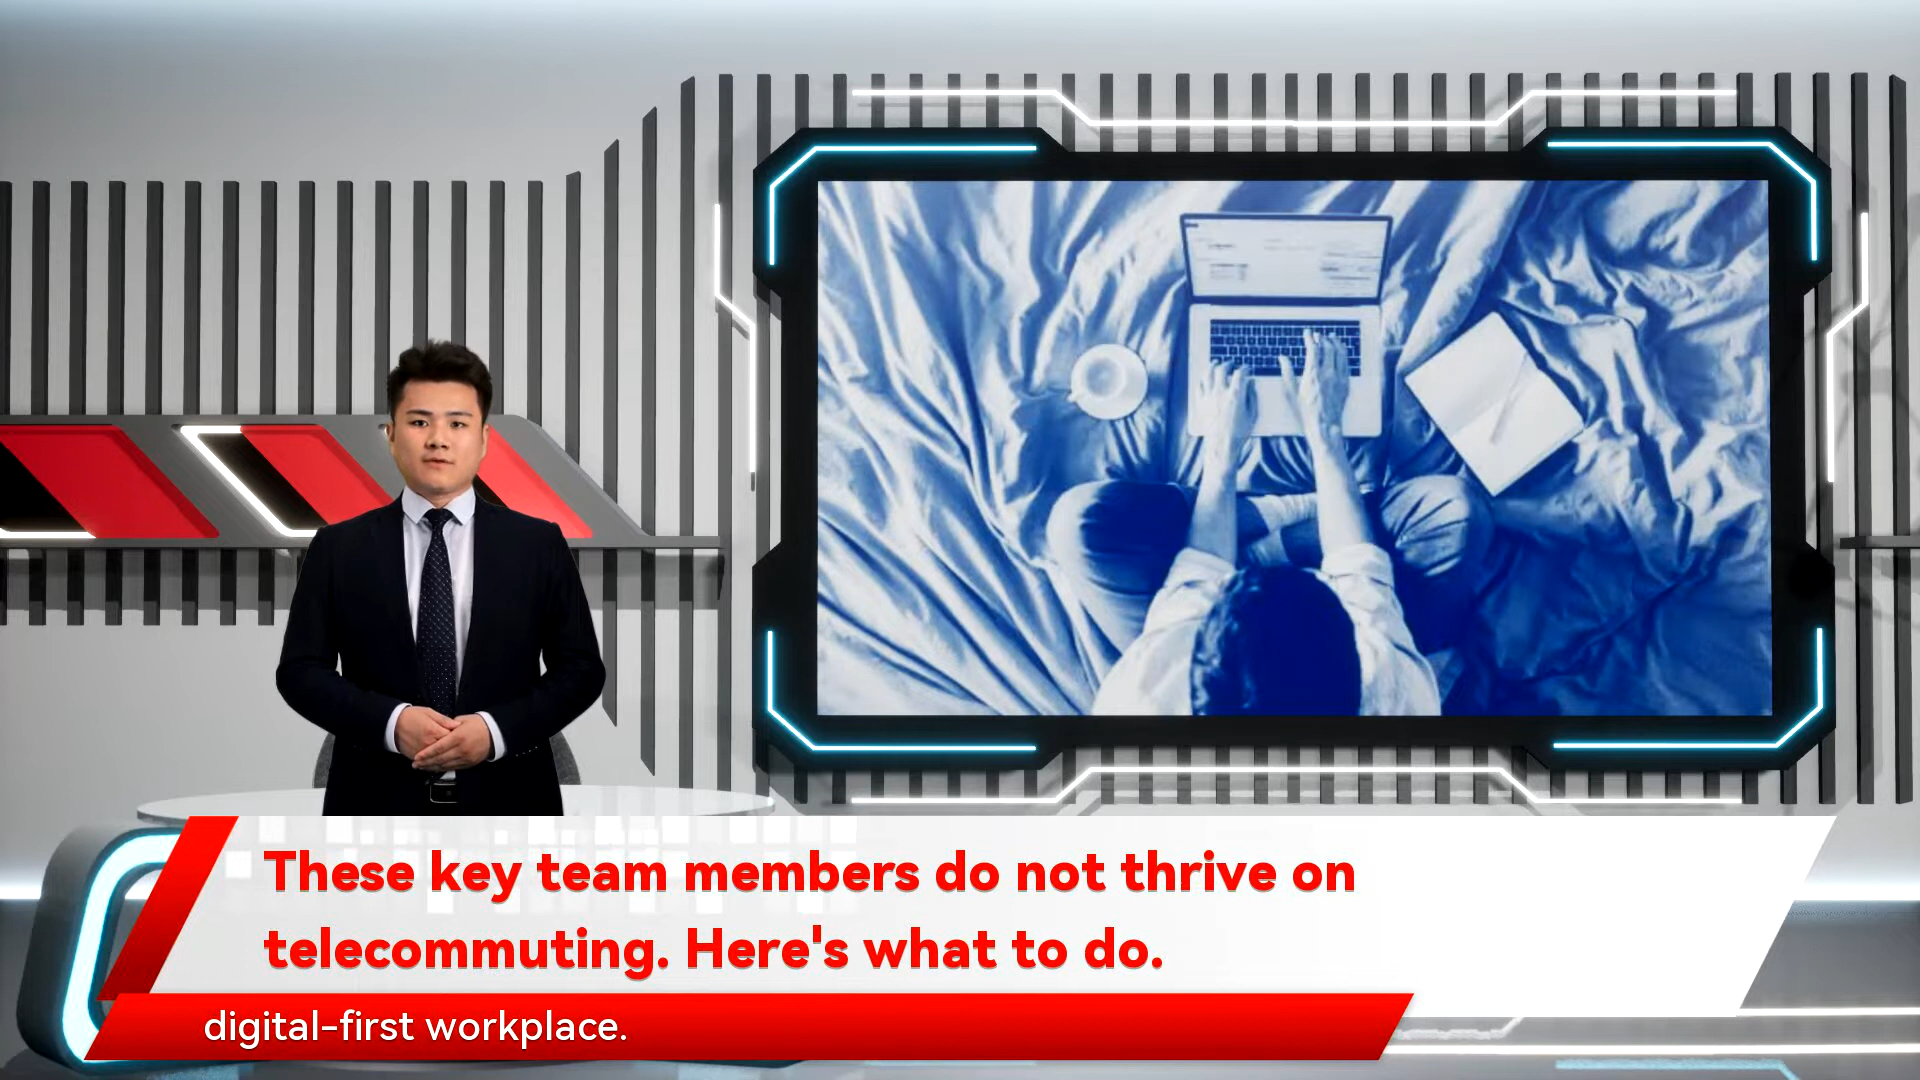 These key team members do not thrive on
telecommuting. Here's what to do.
digital-first workplace.